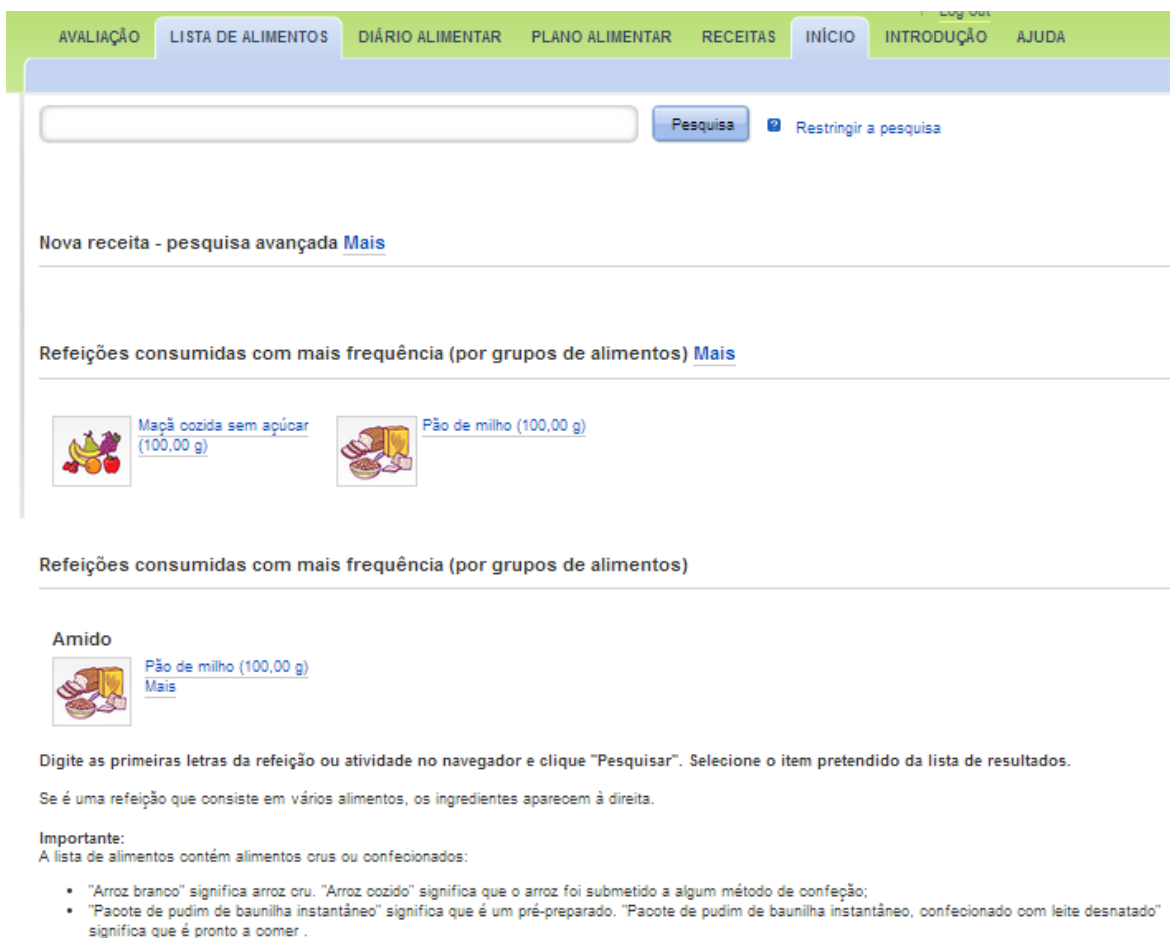 Log out
AVALIAÇÃO LISTA DE ALIMENTOS DIÁRIO ALIMENTAR PLANO ALIMENTAR RECEITAS INÍCIO INTRODUÇÃO AJUDA
Pesquisa ? Restringir a pesquisa
Nova receita - pesquisa avançada Mais
Refeições consumidas com mais frequência (por grupos de alimentos) Mais
Maçã cozida sem açúcar Pão de milho (100,00 g)
(100,00 g)
Refeições consumidas com mais frequência (por grupos de alimentos)
Amido
Pão de milho (100,00 g)
Mais
Digite as primeiras letras da refeição ou atividade no navegador e clique "Pesquisar". Selecione o item pretendido da lista de resultados.
Se é uma refeição que consiste em vários alimentos, os ingredientes aparecem à direita.
Importante:
A lista de alimentos contém alimentos crus ou confecionados:
• "Arroz branco" significa arroz cru. "Arroz cozido" significa que o arroz foi submetido a algum método de confeção;
• "Pacote de pudim de baunilha instantâneo" significa que é um pré-preparado. "Pacote de pudim de baunilha instantâneo, confecionado com leite desnatado"
significa que é pronto a comer .